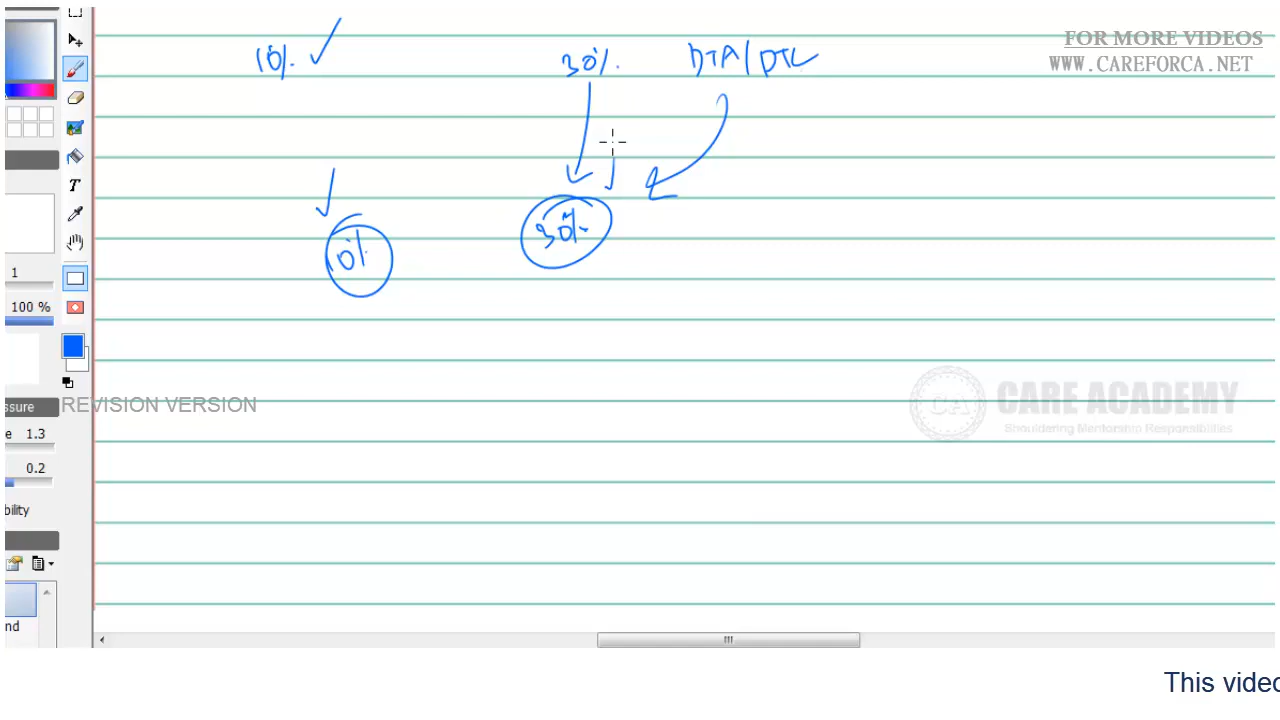 FOR MORE VIDEOS
WWW.CAREFORCA.NET
10% ✓ 30%. DTA/DTL
30%
10%
T
1
100 %
REVISION VERSION
CA
CARE ACADEMY
Shouldering Mentorship Responsibilities
ssure
e 1.3
0.2
bility
nd
This video